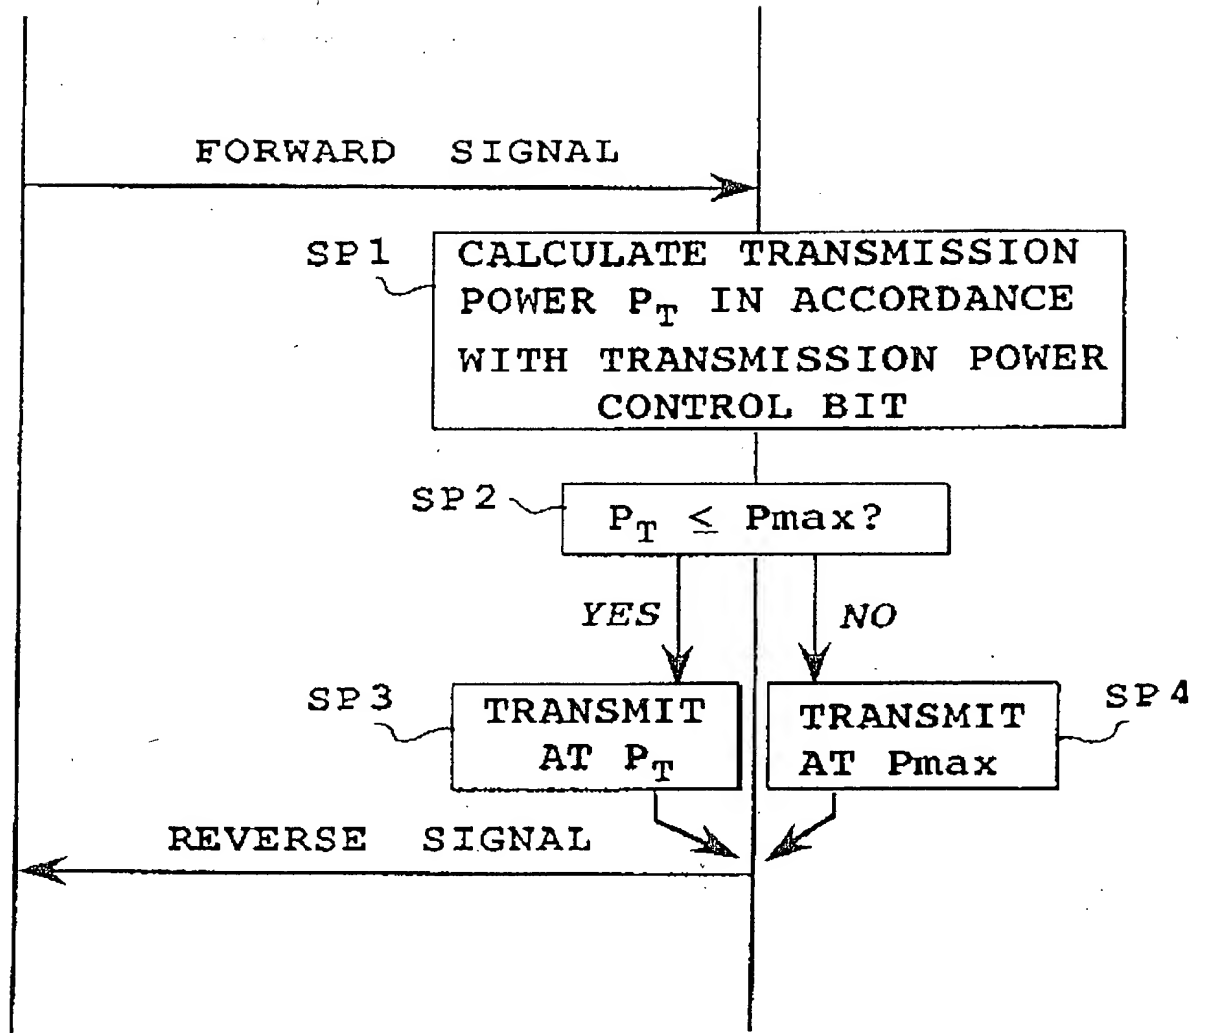 FORWARD SIGNAL
SP1
CALCULATE TRANSMISSION
POWER P_T IN ACCORDANCE
WITH TRANSMISSION POWER
CONTROL BIT
SP2
P_T ≤ Pmax?
YES
NO
SP3
TRANSMIT
AT P_T
TRANSMIT
AT Pmax
SP4
REVERSE SIGNAL